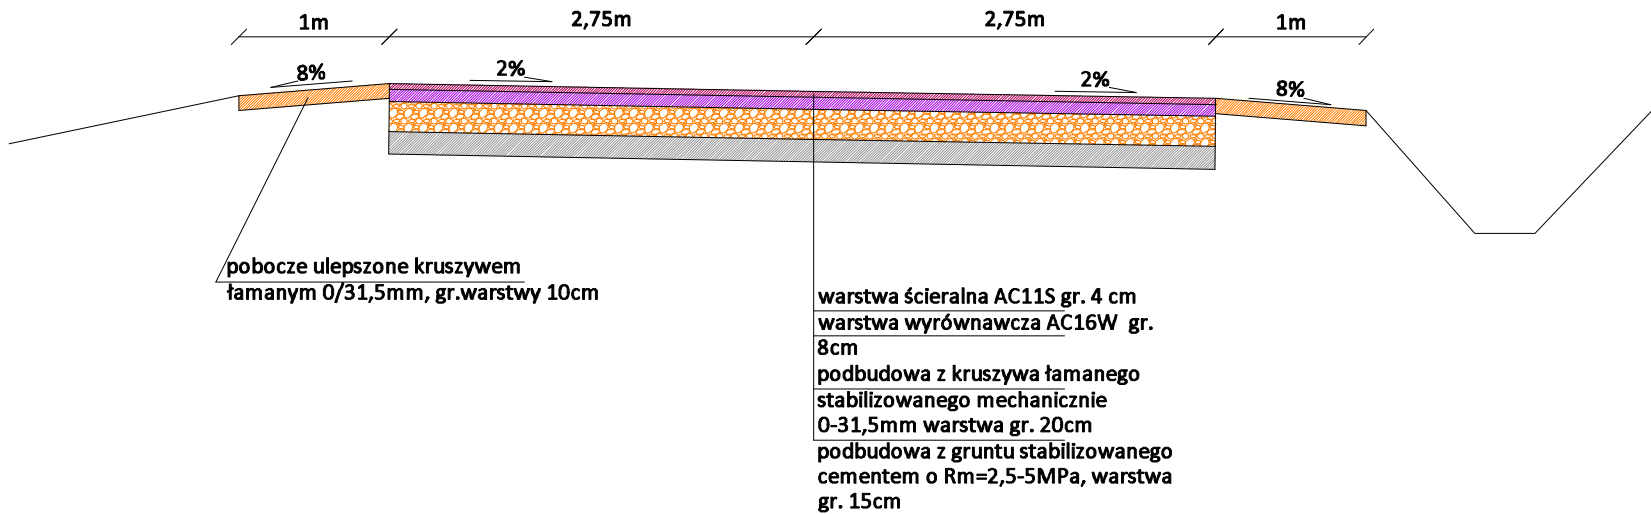 1m
2,75m
2,75m
1m
8%
2%
2%
8%
pobocze ulepszone kruszywem
łamanym 0/31,5mm, gr.warstwy 10cm
warstwa ścieralna AC11S gr. 4 cm
warstwa wyrównawcza AC16W gr.
8cm
podbudowa z kruszywa łamanego
stabilizowanego mechanicznie
0-31,5mm warstwa gr. 20cm
podbudowa z gruntu stabilizowanego
cementem o Rm=2,5-5MPa, warstwa
gr. 15cm